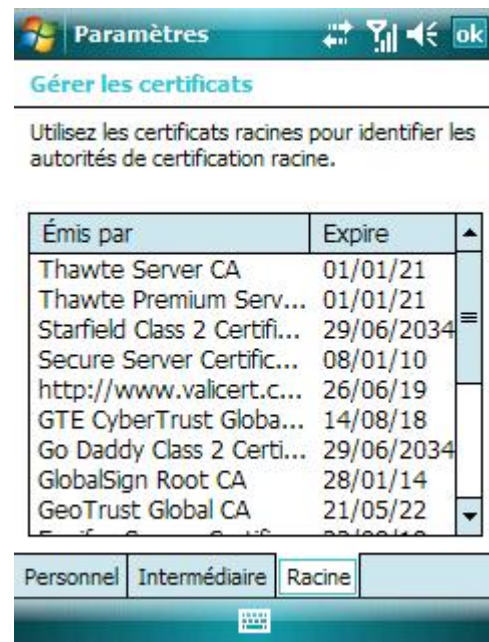 Paramètres ok
Gérer les certificats
Utilisez les certificats racines pour identifier les
autorités de certification racine.
Émis par Expire
Thawte Server CA 01/01/21
Thawte Premium Serv... 01/01/21
Starfield Class 2 Certifi... 29/06/2034
Secure Server Certific... 08/01/10
http://www.valicert.c... 26/06/19
GTE CyberTrust Globa... 14/08/18
Go Daddy Class 2 Certi... 29/06/2034
GlobalSign Root CA 28/01/14
GeoTrust Global CA 21/05/22
Personnel Intermédiaire Racine